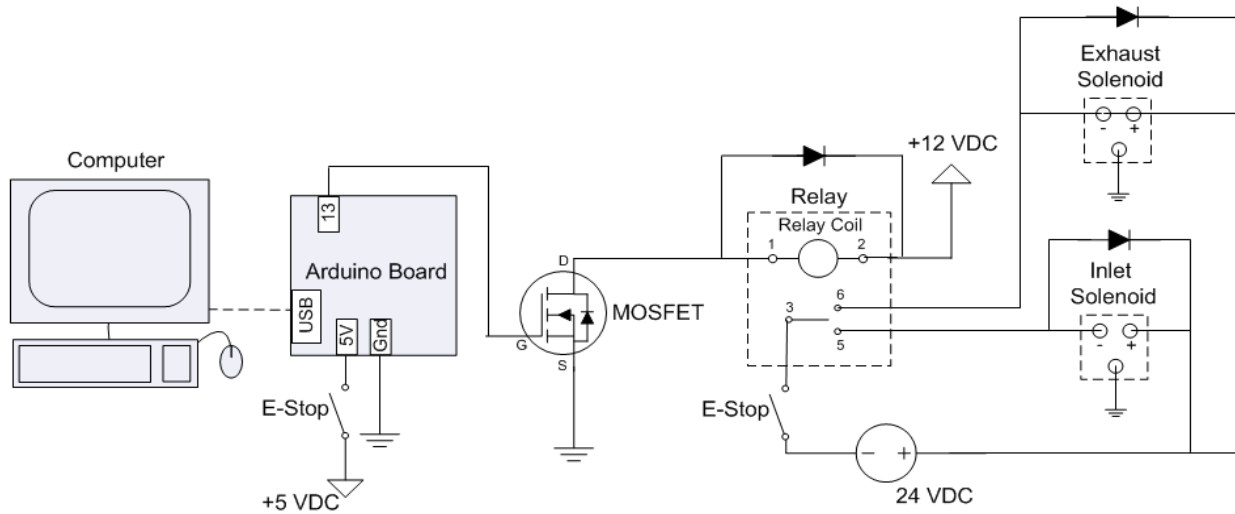 Computer
13
Arduino Board
USB
5V
Gnd
E-Stop
+5 VDC
D
G
S
MOSFET
Relay
Relay Coil
1
2
3
6
5
+12 VDC
E-Stop
- +
24 VDC
Exhaust
Solenoid
- +
Inlet
Solenoid
- +